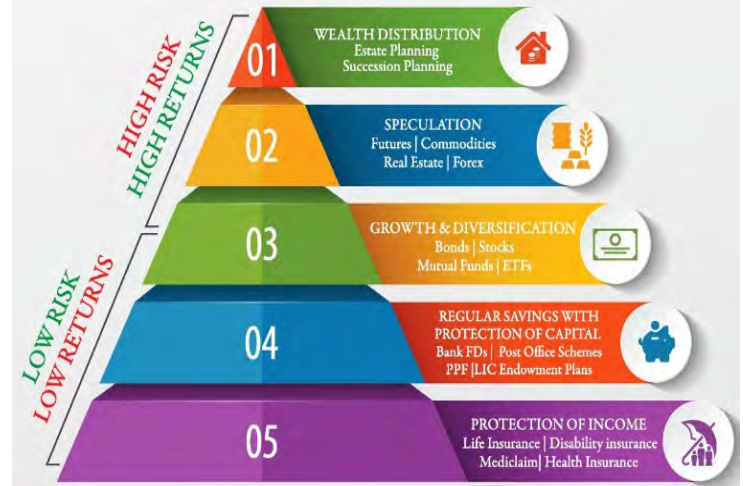 HIGH RISK
HIGH RETURNS
LOW RISK
LOW RETURNS
01
WEALTH DISTRIBUTION
Estate Planning
Succession Planning
02
SPECULATION
Futures | Commodities
Real Estate | Forex
03
GROWTH & DIVERSIFICATION
Bonds | Stocks
Mutual Funds | ETFs
04
REGULAR SAVINGS WITH
PROTECTION OF CAPITAL
Bank FDs | Post Office Schemes
PPF |LIC Endowment Plans
05
PROTECTION OF INCOME
Life Insurance | Disability insurance
Mediclaim| Health Insurance